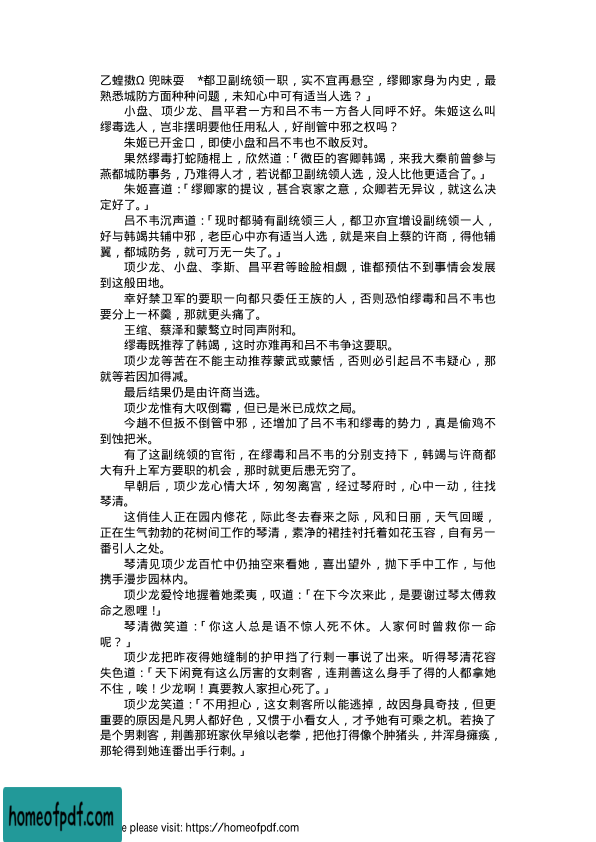 乙蝗擞Ω兜昧耍　*都卫副统领一职，实不宜再悬空，缪卿家身为内史，最
熟悉城防方面种种问题，未知心中可有适当人选？」
小盘、项少龙、昌平君一方和吕不韦一方各人同呼不好。朱姬这么叫
缪毒选人，岂非摆明要他任用私人，好削管中邪之权吗？
朱姬已开金口，即使小盘和吕不韦也不敢反对。
果然缪毒打蛇随棍上，欣然道：「微臣的客卿韩竭，来我大秦前曾参与
燕都城防事务，乃难得人才，若说都卫副领人选，没人比他更适合了。」
朱姬喜道：「缪卿家的提议，甚合哀家之意，众卿若无异议，就这么决
定好了。」
吕不韦沉声道：「现时都骑有副统领三人，都卫亦宜增设副统领一人，
好与韩竭共辅中邪，老臣心中亦有适当人选，就是来自上蔡的许商，得他辅
翼，都城防务，就可万无一失了。」
项少龙、小盘、李斯、昌平君等睑脸相觑，谁都预估不到事情会发展
到这般田地。
幸好禁卫军的要职一向都只委任王族的人，否则恐怕缪毒和吕不韦也
要分上一杯羹，那就更头痛了。
王绾、蔡泽和蒙骜立时同声附和。
缪毒既推荐了韩竭，这时亦难再和吕不韦争这要职。
项少龙等苦在不能主动推荐蒙武或蒙恬，否则必引起吕不韦疑心，那
就等若因加得减。
最后结果仍是由许商当选。
项少龙惟有大叹倒霉，但已是米已成炊之局。
今趟不但扳不倒管中邪，还增加了吕不韦和缪毒的势力，真是偷鸡不
到蚀把米。
有了这副统领的官衔，在缪毒和吕不韦的分别支持下，韩竭与许商都
大有升上军方要职的机会，那时就更后患无穷了。
早朝后，项少龙心情大坏，匆匆离宫，经过琴府时，心中一动，往找
琴清。
这俏佳人正在园内修花，际此冬去春来之际，风和日丽，天气回暖，
正在生气勃勃的花树间工作的琴清，素净的裙挂衬托着如花玉容，自有另一
番引人之处。
琴清见项少龙百忙中仍抽空来看她，喜出望外，抛下手中工作，与他
携手漫步园林内。
项少龙爱怜地握着她柔荑，叹道：「在下今次来此，是要谢过琴太傅救
命之恩哩！」
琴清微笑道：「你这人总是语不惊人死不休。人家何时曾救你一命
呢？」
项少龙把昨夜得她缝制的护甲挡了行刺一事说了出来。听得琴清花容
失色道：「天下闲竟有这么厉害的女刺客，连荆善这么身手了得的人都拿她
不住，唉！少龙啊！真要教人家担心死了。」
项少龙笑道：「不用担心，这女刺客所以能逃掉，故因身具奇技，但更
重要的原因是凡男人都好色，又惯于小看女人，才予她有可乘之机。若换了
是个男刺客，荆善那班家伙早飨以老拳，把他打得像个肿猪头，并浑身瘫痪，
那轮得到她连番出手行刺。」
homeofpdf.com
e please visit: https://homeofpdf.com